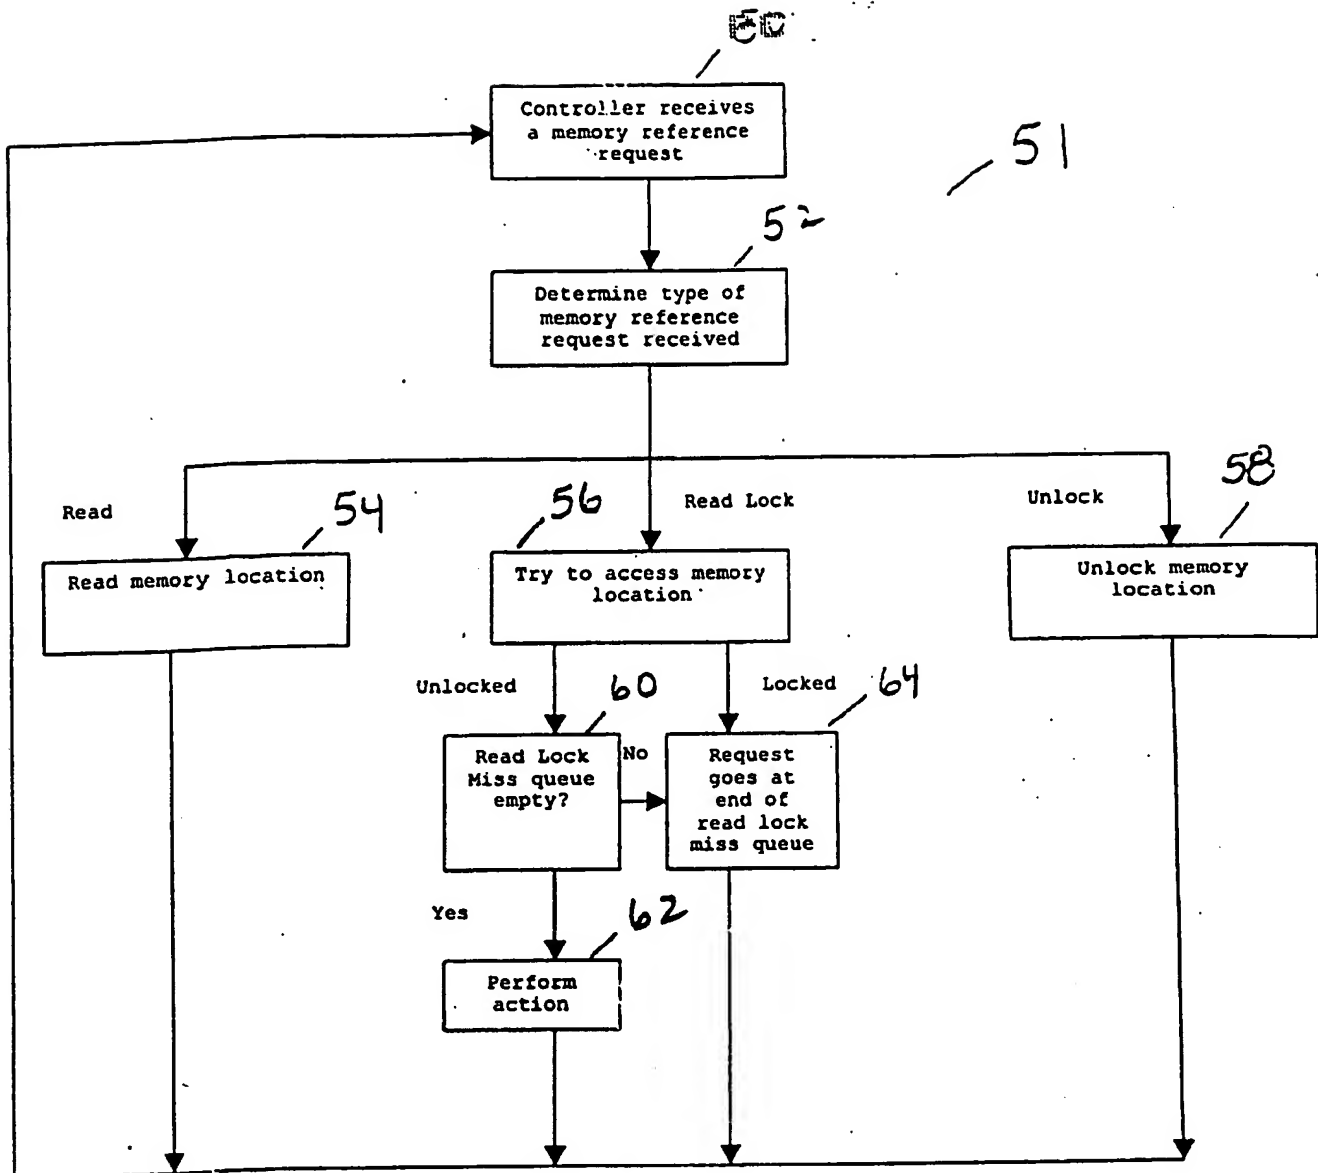 Controller receives
a memory reference
request
51
52
Determine type of
memory reference
request received
Read
54
56
Read Lock
Unlock
58
Read memory location
Try to access memory
location
Unlock memory
location
Unlocked
60
Locked
64
Read Lock
Miss queue
empty?
No
Request
goes at
end of
read lock
miss queue
Yes
62
Perform
action